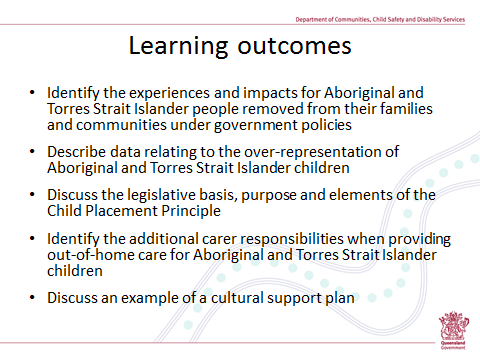 Department of Communities, Child Safety and Disability Services
Learning outcomes
• Identify the experiences and impacts for Aboriginal and
Torres Strait Islander people removed from their families
and communities under government policies
• Describe data relating to the over-representation of
Aboriginal and Torres Strait Islander children
• Discuss the legislative basis, purpose and elements of the
Child Placement Principle
• Identify the additional carer responsibilities when providing
out-of-home care for Aboriginal and Torres Strait Islander
children
• Discuss an example of a cultural support plan
Queensland
Government